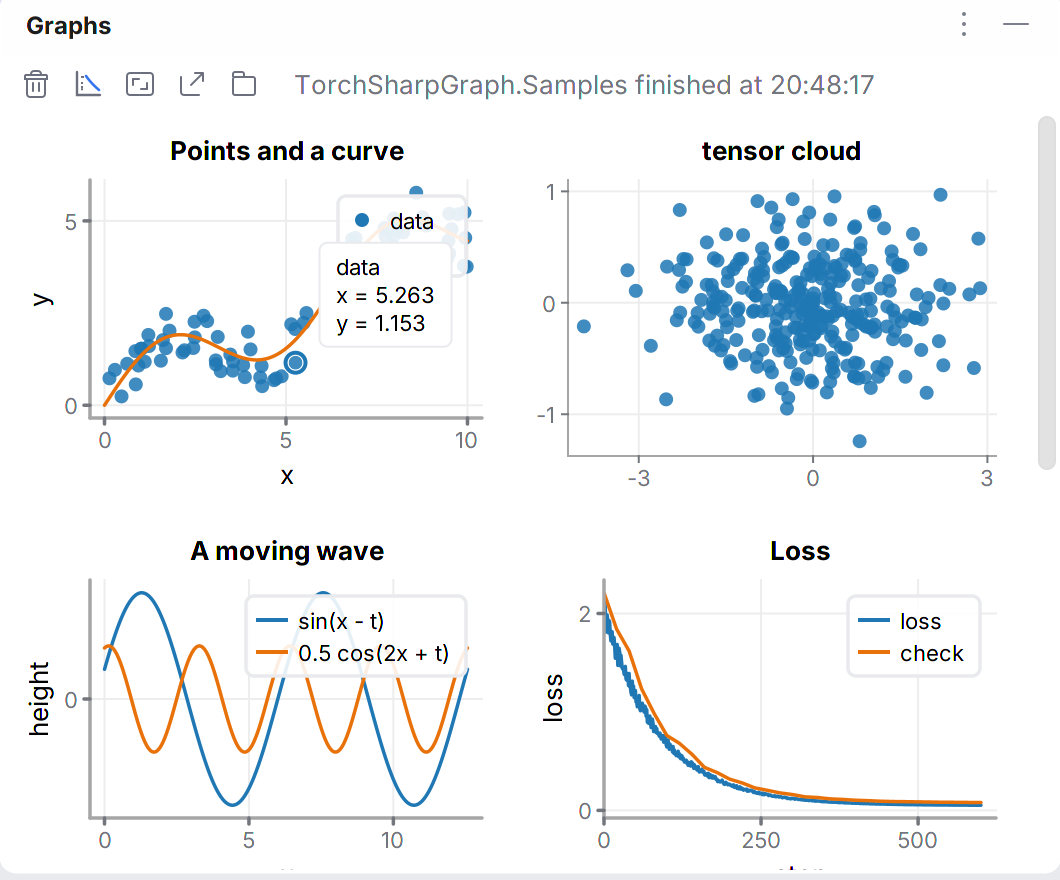 Graphs
TorchSharpGraph.Samples finished at 20:48:17
Points and a curve
5
0
y
data
data
x = 5.263
y = 1.153
0
5
10
x
tensor cloud
1
0
-1
-3
0
3
A moving wave
height
0
sin(x - t)
0.5 cos(2x + t)
0
5
10
Loss
loss
2
0
loss
check
0
250
500